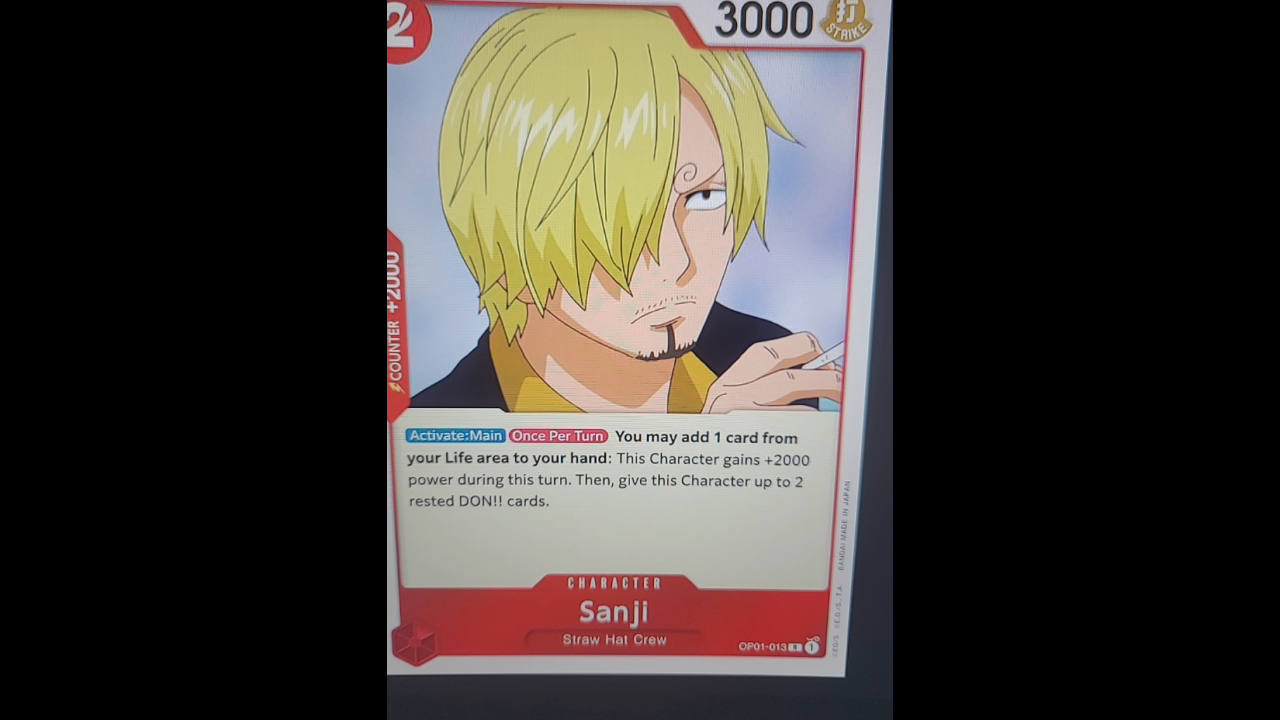 2
3000
打
STRIKE
COUNTER +2000
Activate:Main Once Per Turn You may add 1 card from
your Life area to your hand: This Character gains +2000
power during this turn. Then, give this Character up to 2
rested DON!! cards.
BANDAI MADE IN JAPAN
CHARACTER
Sanji
Straw Hat Crew
OP01-013 R 1